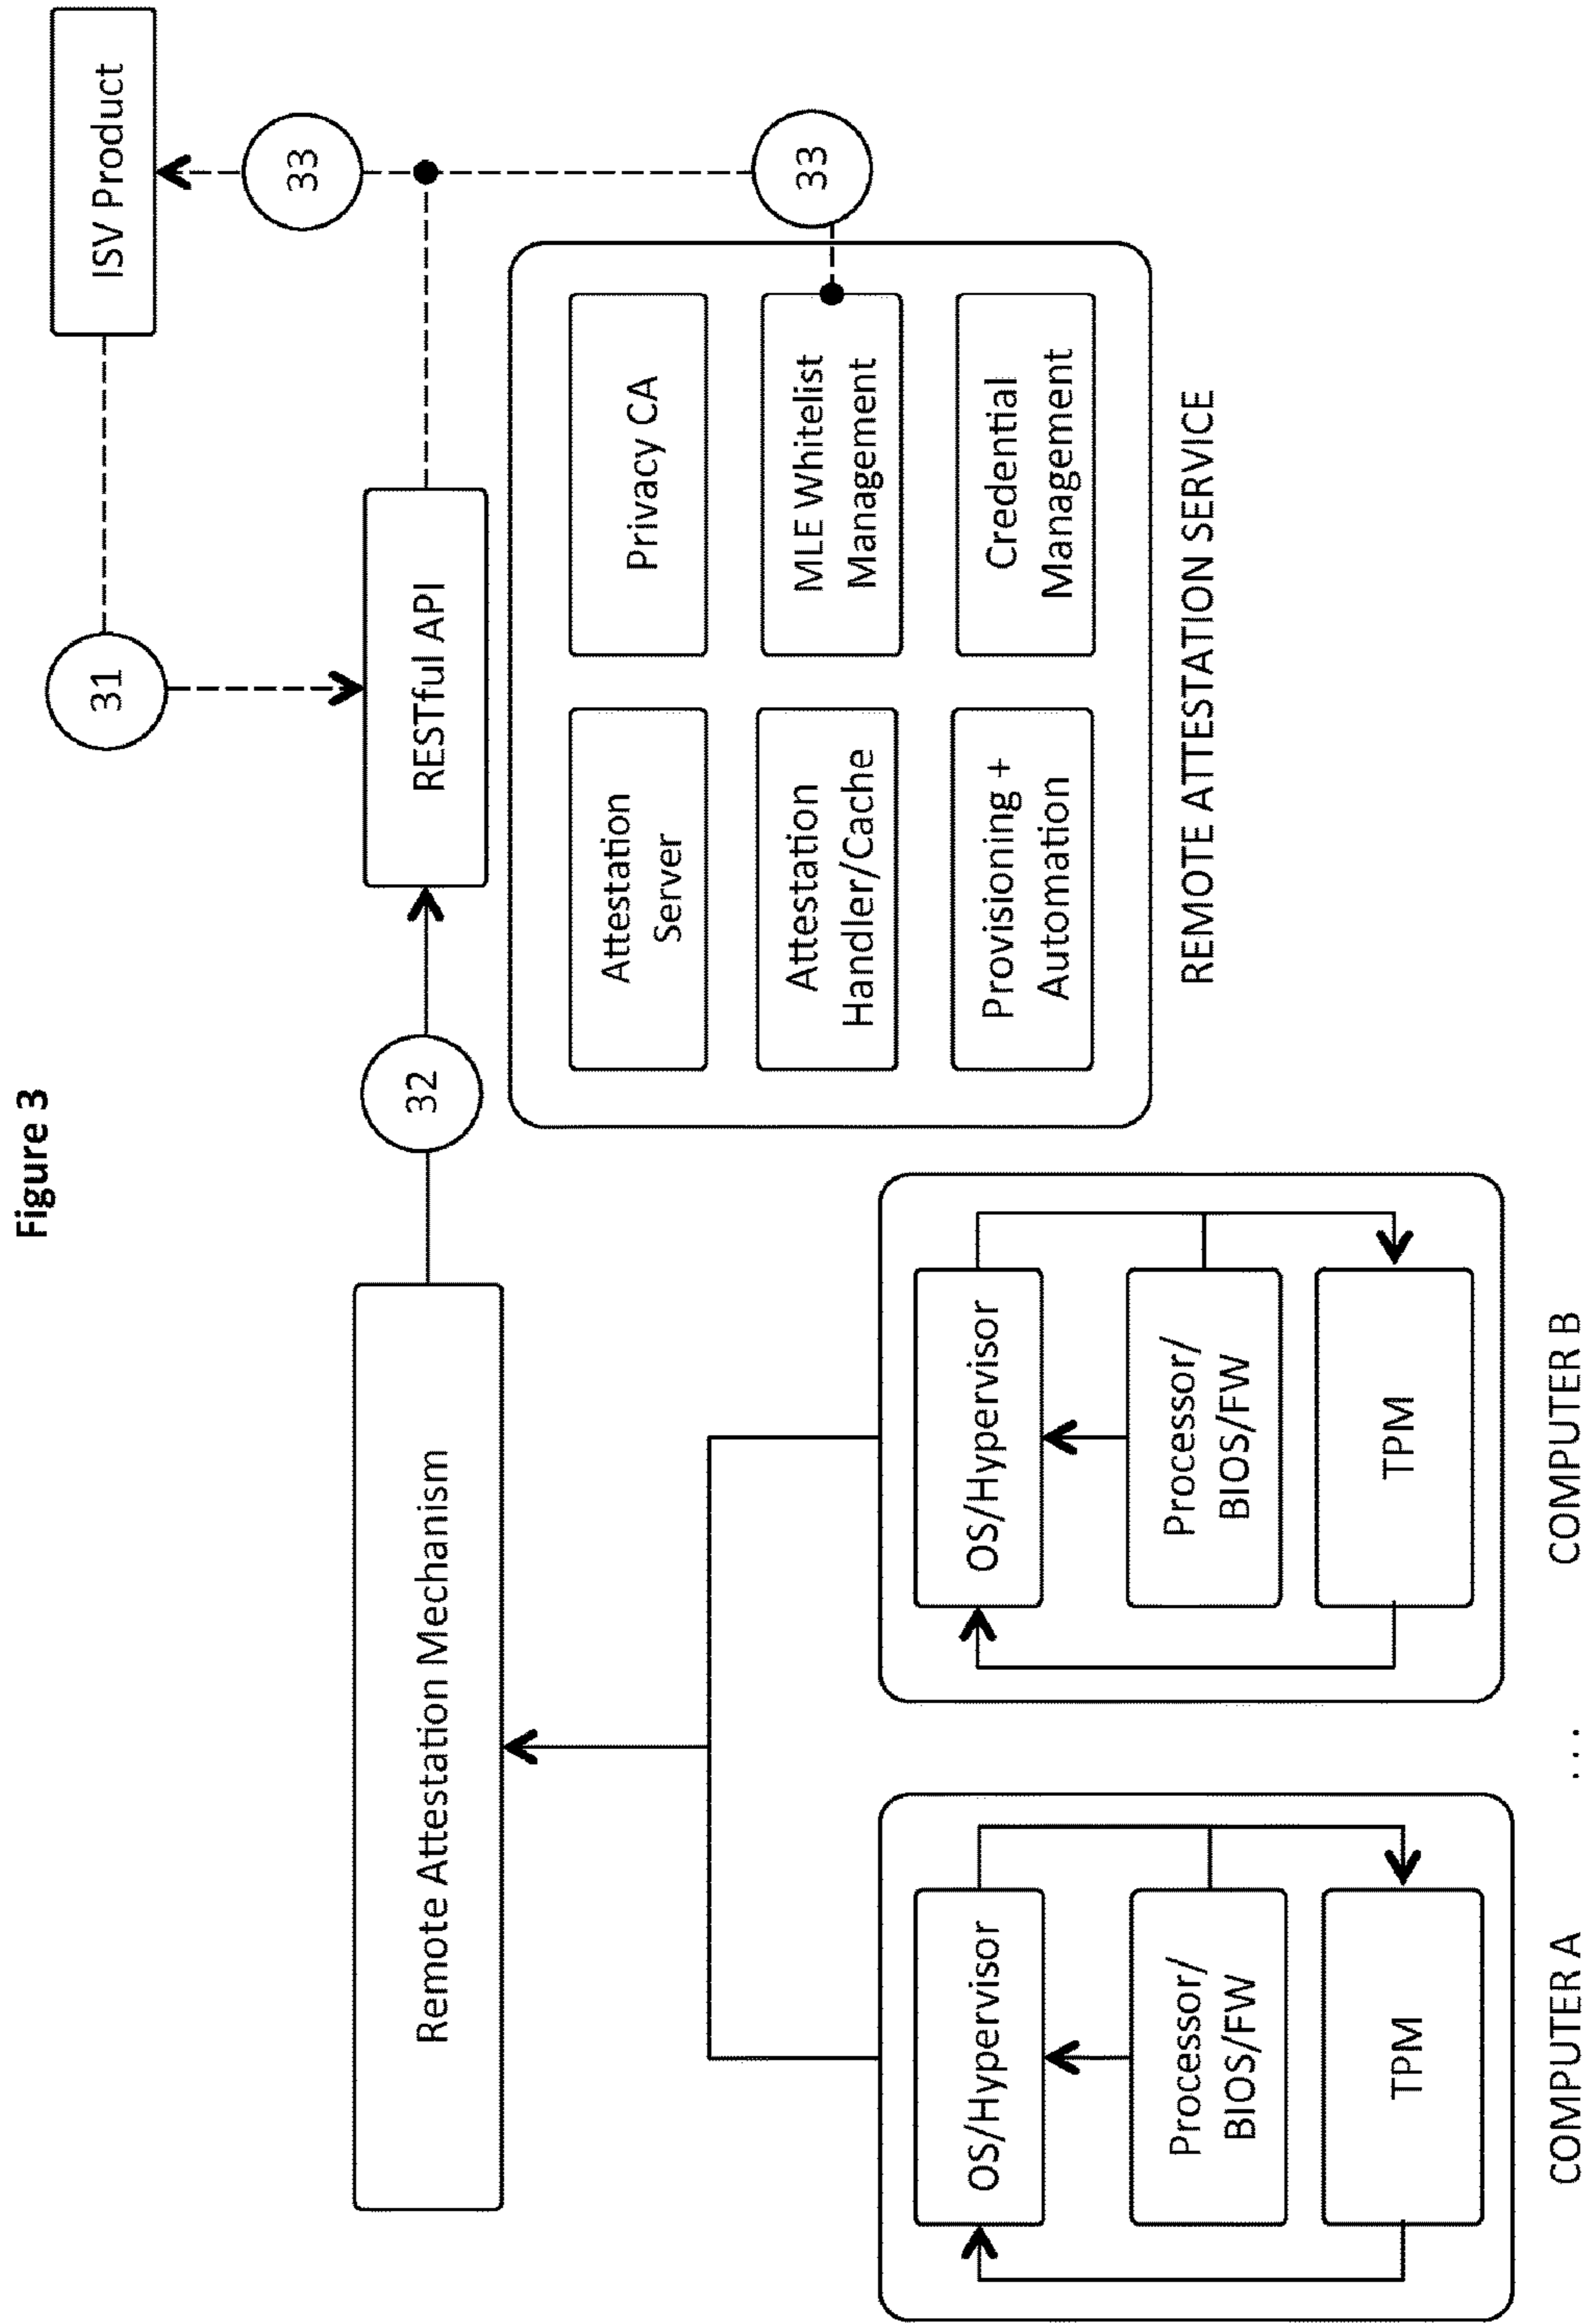 Figure 3
ISV Product
31
33
Remote Attestation Mechanism
32
RESTful API
33
Attestation
Server
Privacy CA
Attestation
Handler/Cache
MLE Whitelist
Management
Provisioning +
Automation
Credential
Management
REMOTE ATTESTATION SERVICE
OS/Hypervisor
Processor/
BIOS/FW
TPM
COMPUTER A
. . .
OS/Hypervisor
Processor/
BIOS/FW
TPM
COMPUTER B